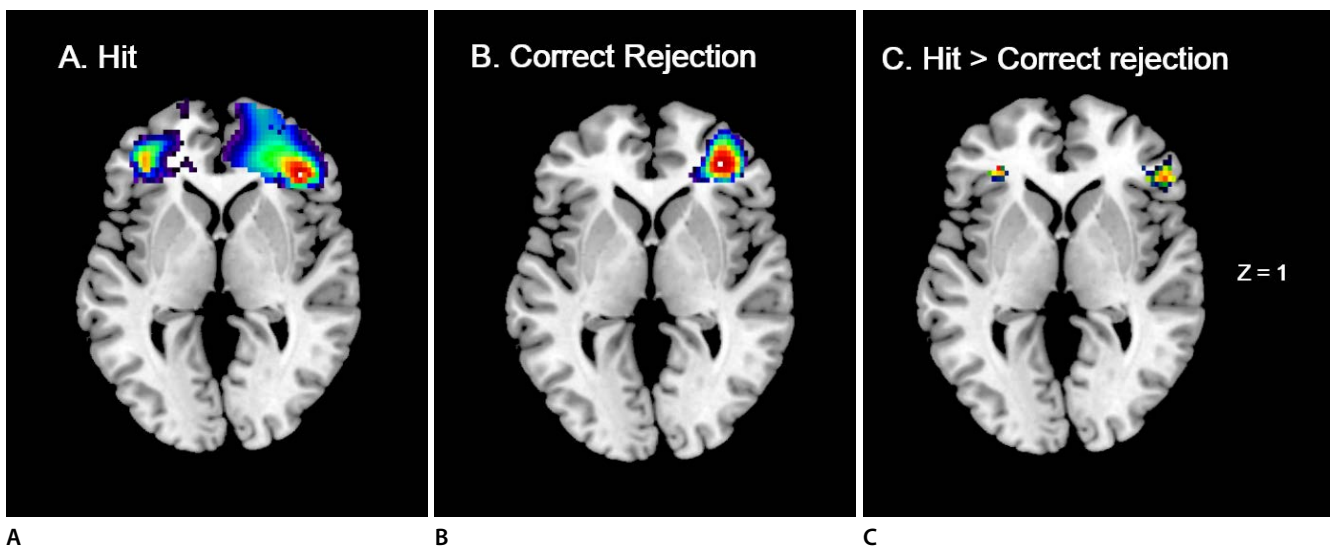 A. Hit
B. Correct Rejection
C. Hit > Correct rejection
Z = 1
A
B
C